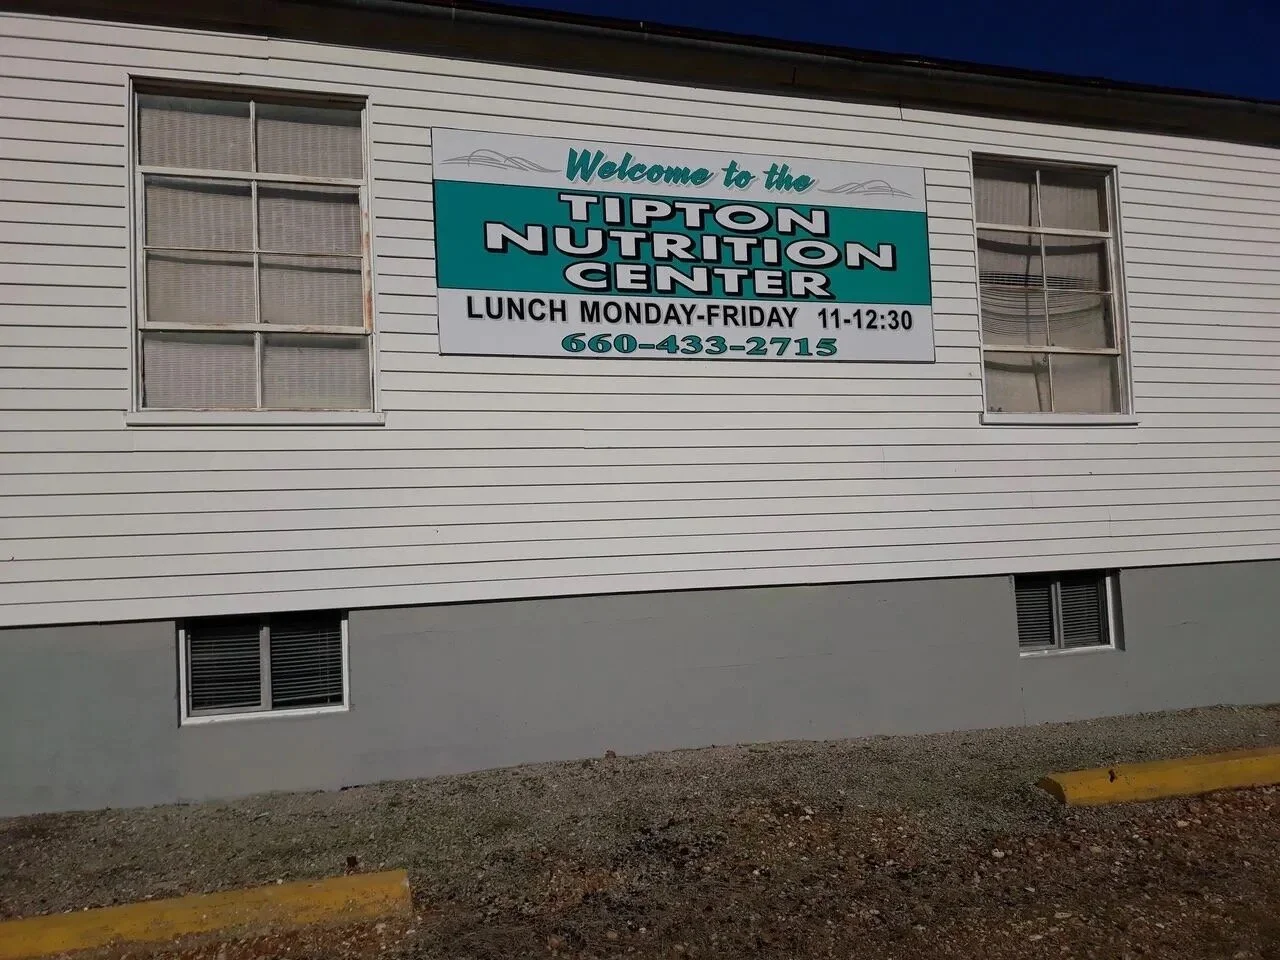 Welcome to the
TIPTON
NUTRITION
CENTER
LUNCH MONDAY-FRIDAY 11-12:30
660-433-2715